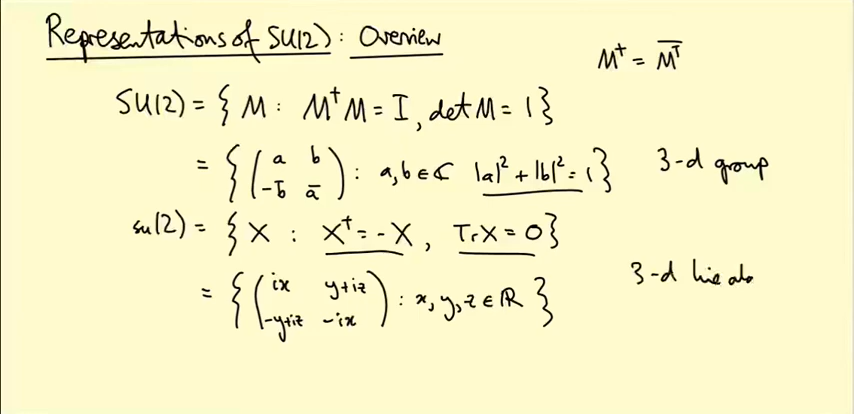 Representations of SU(2) : Overview
M† = M̅ᵀ̅
SU(2) = { M : M†M = I , det M = 1 }
= { ( a b ; -b̅ a̅ ) : a, b ∈ ℂ |a|² + |b|² = 1 } 3-d group
su(2) = { X : X† = -X , Tr X = 0 }
3-d Lie al
= { ( ix y+iz ; -y+iz -ix ) : x, y, z ∈ ℝ }